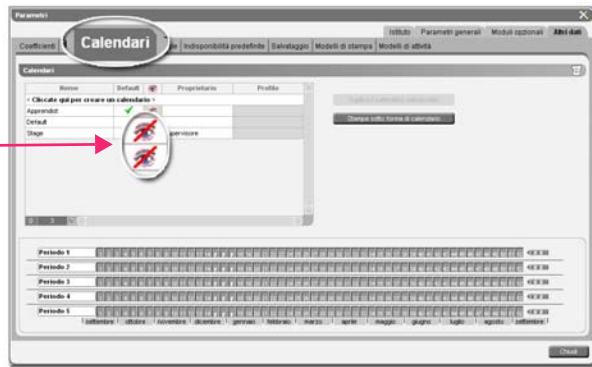 Parametri
Istituto Parametri generali Moduli opzionali Altri dati
Coefficienti Calendari Indisponibilità predefinite Salvataggio Modelli di stampa Modelli di attività
Calendari
Nome Default Proprietario Profilo
< Cliccate qui per creare un calendario >
Apprendist
Default
Stage
Stampa sotto forma di calendario
0 3
Periodo 1
Periodo 2
Periodo 3
Periodo 4
Periodo 5
settembre ottobre novembre dicembre gennaio febbraio marzo aprile maggio giugno luglio agosto settembre
Chiudi